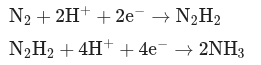 N₂ + 2H⁺ + 2e⁻ → N₂H₂
N₂H₂ + 4H⁺ + 4e⁻ → 2NH₃